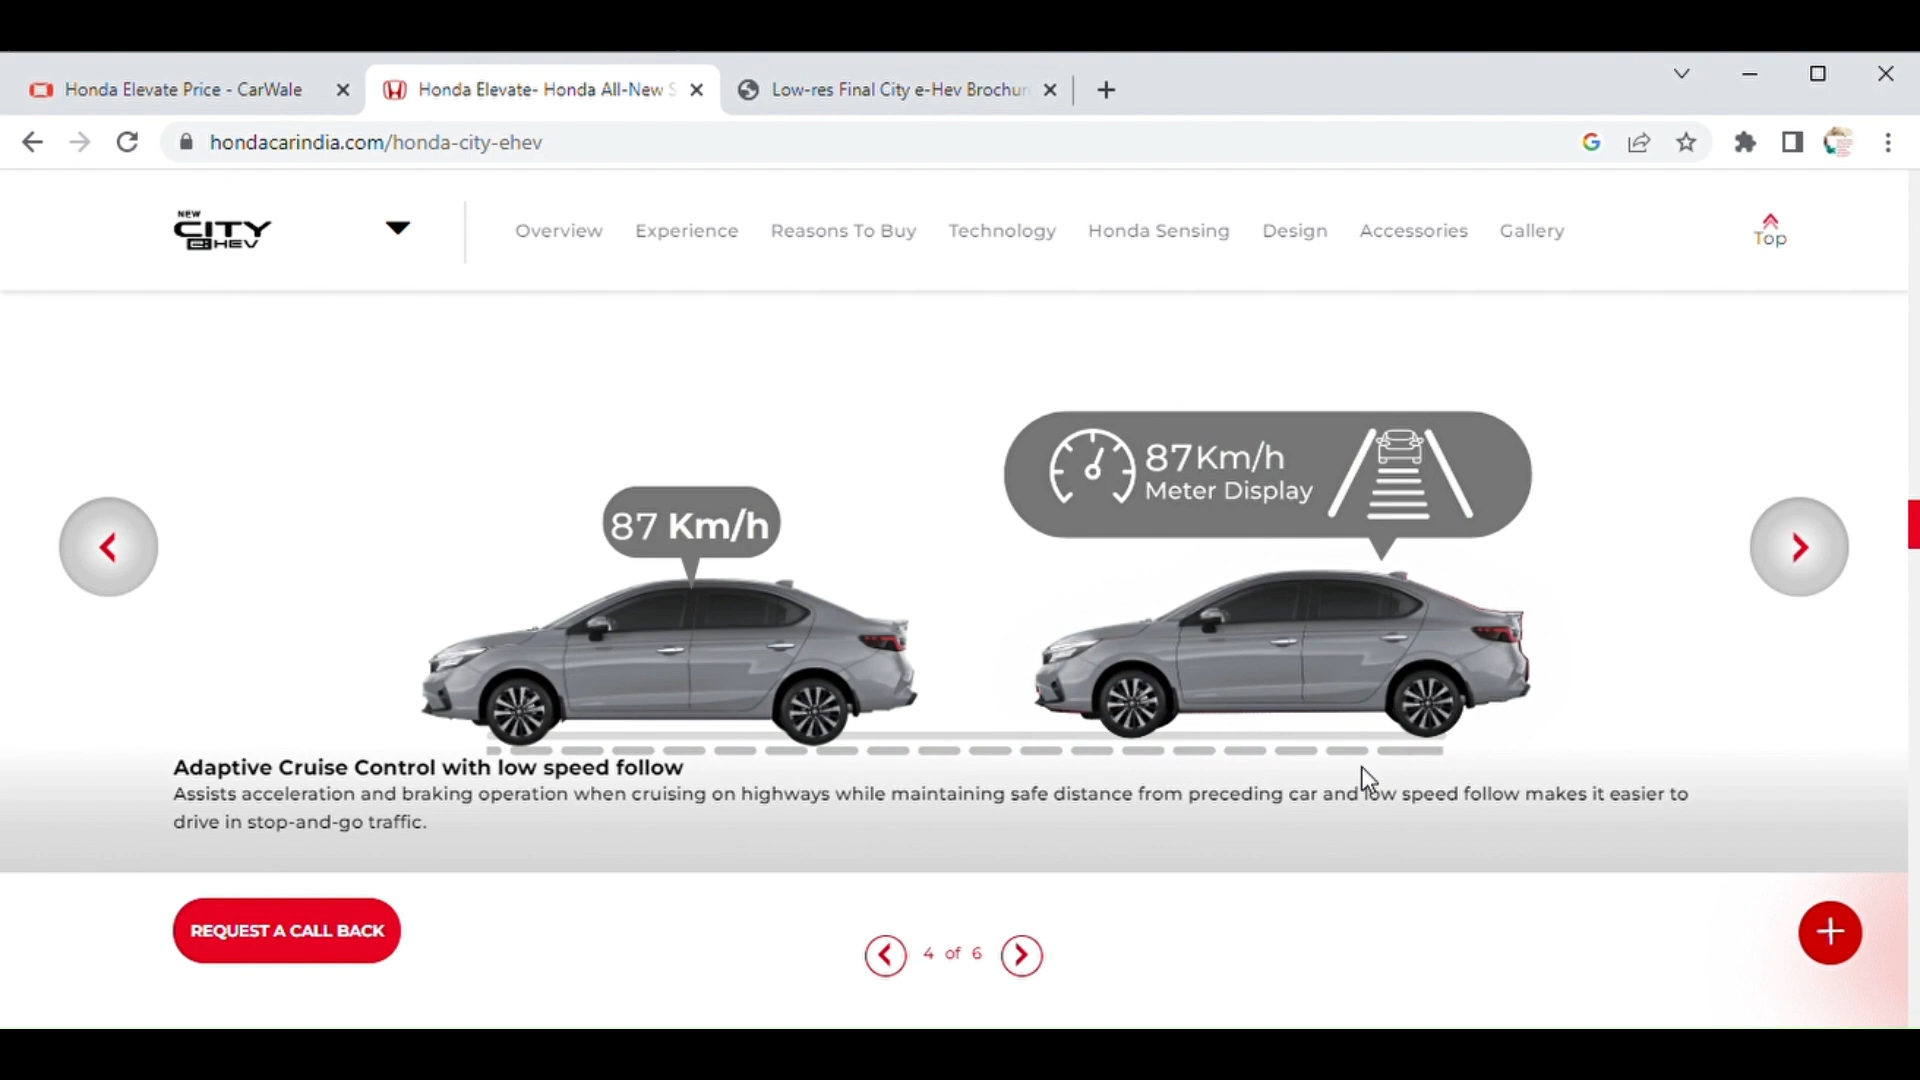 Honda Elevate Price - CarWale
Honda Elevate- Honda All-New S
Low-res Final City e-Hev Brochur
hondacarindia.com/honda-city-ehev
NEW
CITY
e:HEV
Overview
Experience
Reasons To Buy
Technology
Honda Sensing
Design
Accessories
Gallery
Top
87 Km/h
87Km/h
Meter Display
Adaptive Cruise Control with low speed follow
Assists acceleration and braking operation when cruising on highways while maintaining safe distance from preceding car and low speed follow makes it easier to
drive in stop-and-go traffic.
REQUEST A CALL BACK
4 of 6